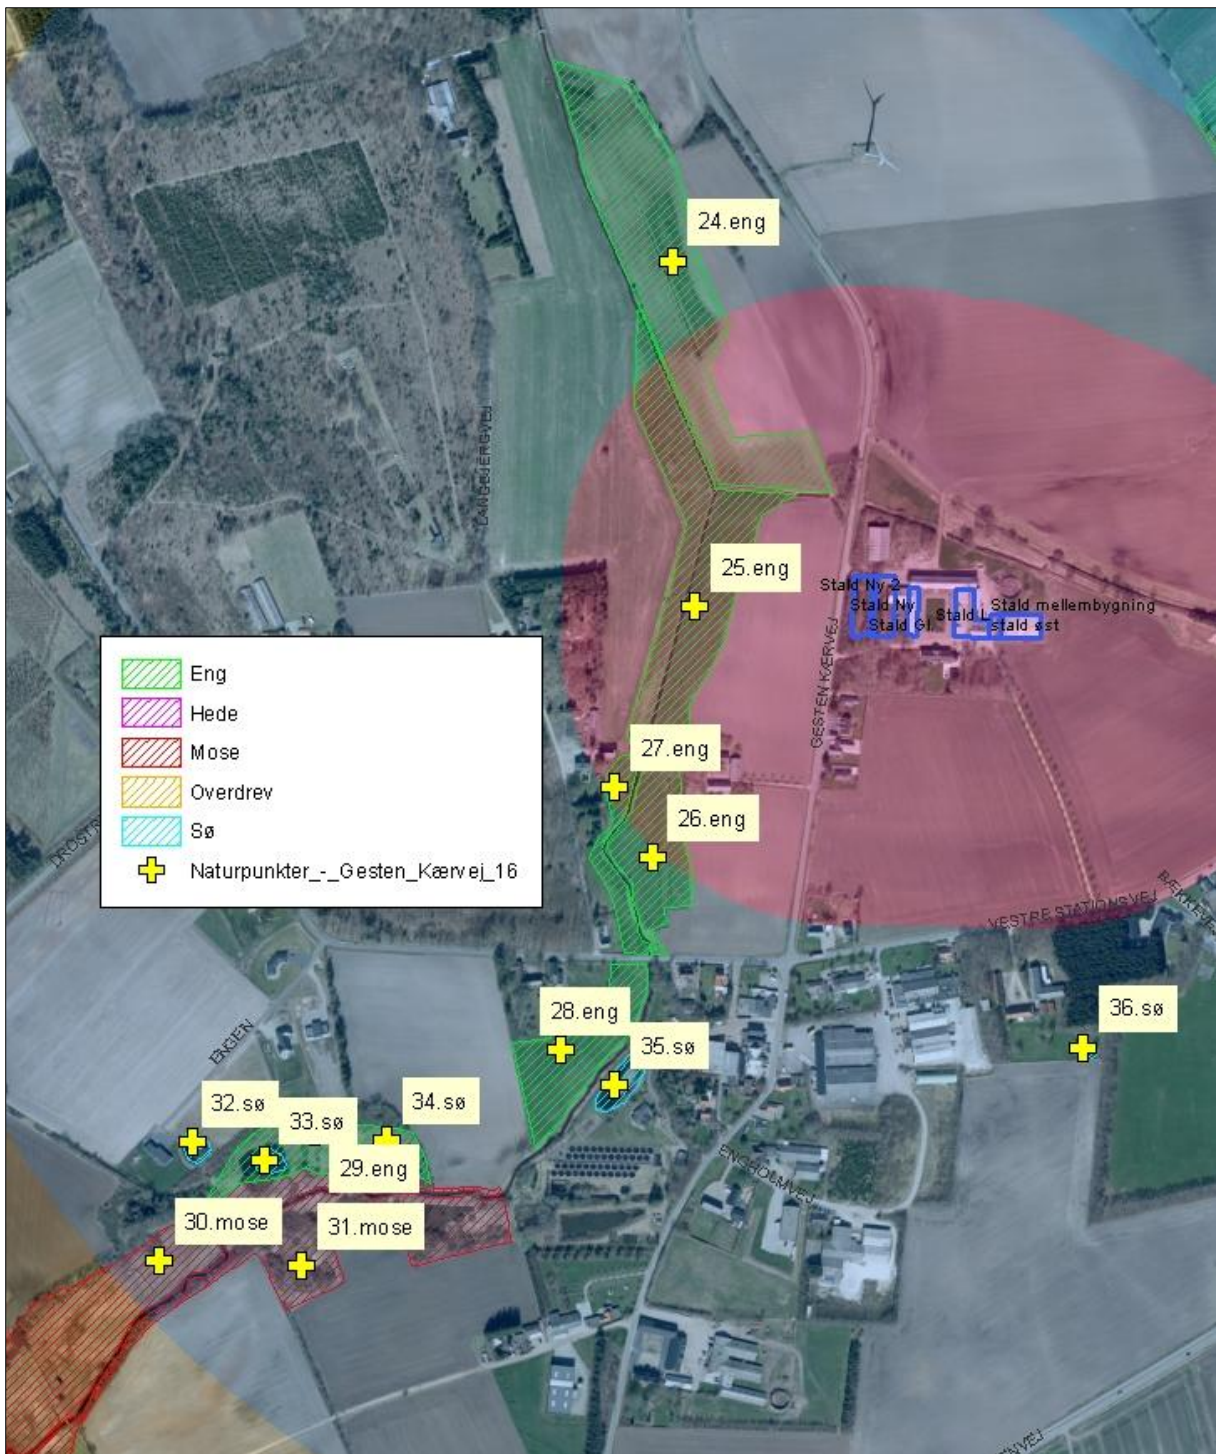 24.eng
LANGBJERGVEJ
25.eng
Stald Ny 2
Stald Ny
Stald Gl.
Stald L
Stald mellembygning
stald øst
GESTEN KÆRVEJ
Eng
Hede
Mose
Overdrev
Sø
Naturpunkter_-_Gesten_Kærvej_16
27.eng
26.eng
VESTRE STATIONSVEJ
28.eng
35.sø
36.sø
ENGEN
32.sø
33.sø
34.sø
29.eng
ENGHOLMVEJ
30.mose
31.mose